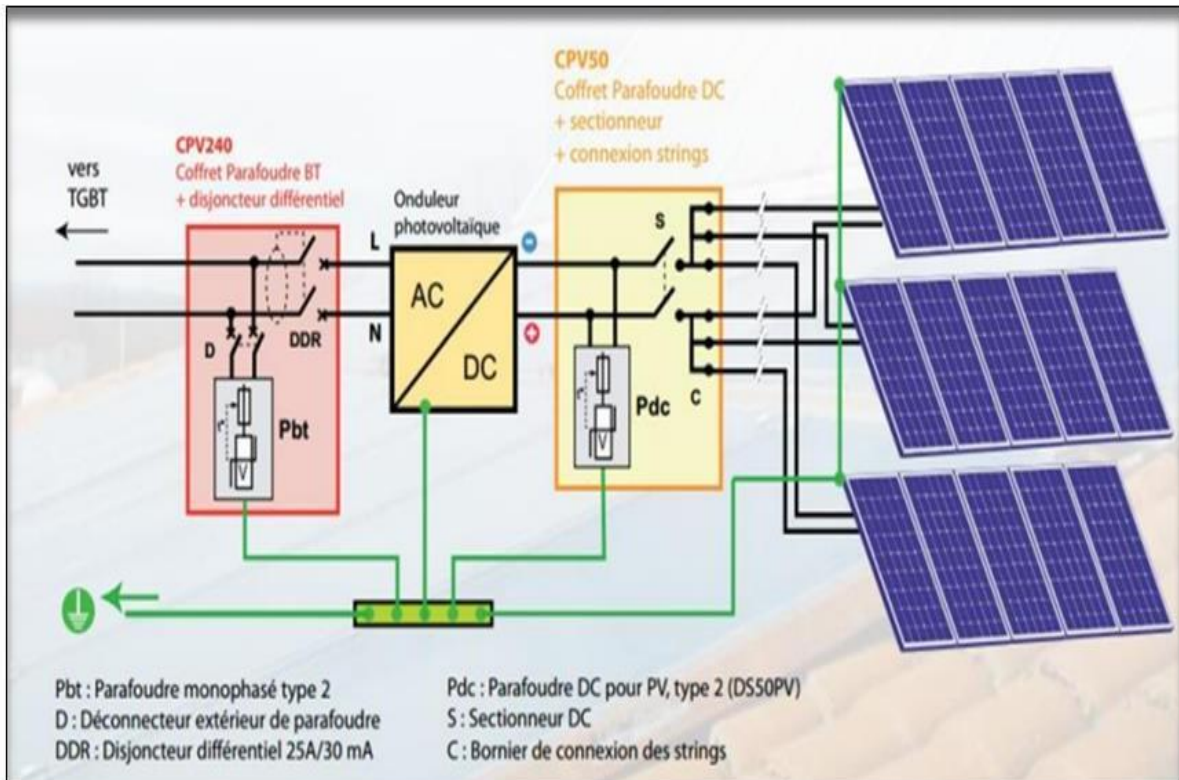 CPV50
Coffret Parafoudre DC
+ sectionneur
+ connexion strings
CPV240
Coffret Parafoudre BT
+ disjoncteur différentiel
vers
TGBT
Onduleur
photovoltaïque
L
N
AC
DC
-
+
S
D
DDR
Pbt
Pdc
C
V
V
Pbt : Parafoudre monophasé type 2
D : Déconnecteur extérieur de parafoudre
DDR : Disjoncteur différentiel 25A/30 mA
Pdc : Parafoudre DC pour PV, type 2 (DS50PV)
S : Sectionneur DC
C : Bornier de connexion des strings